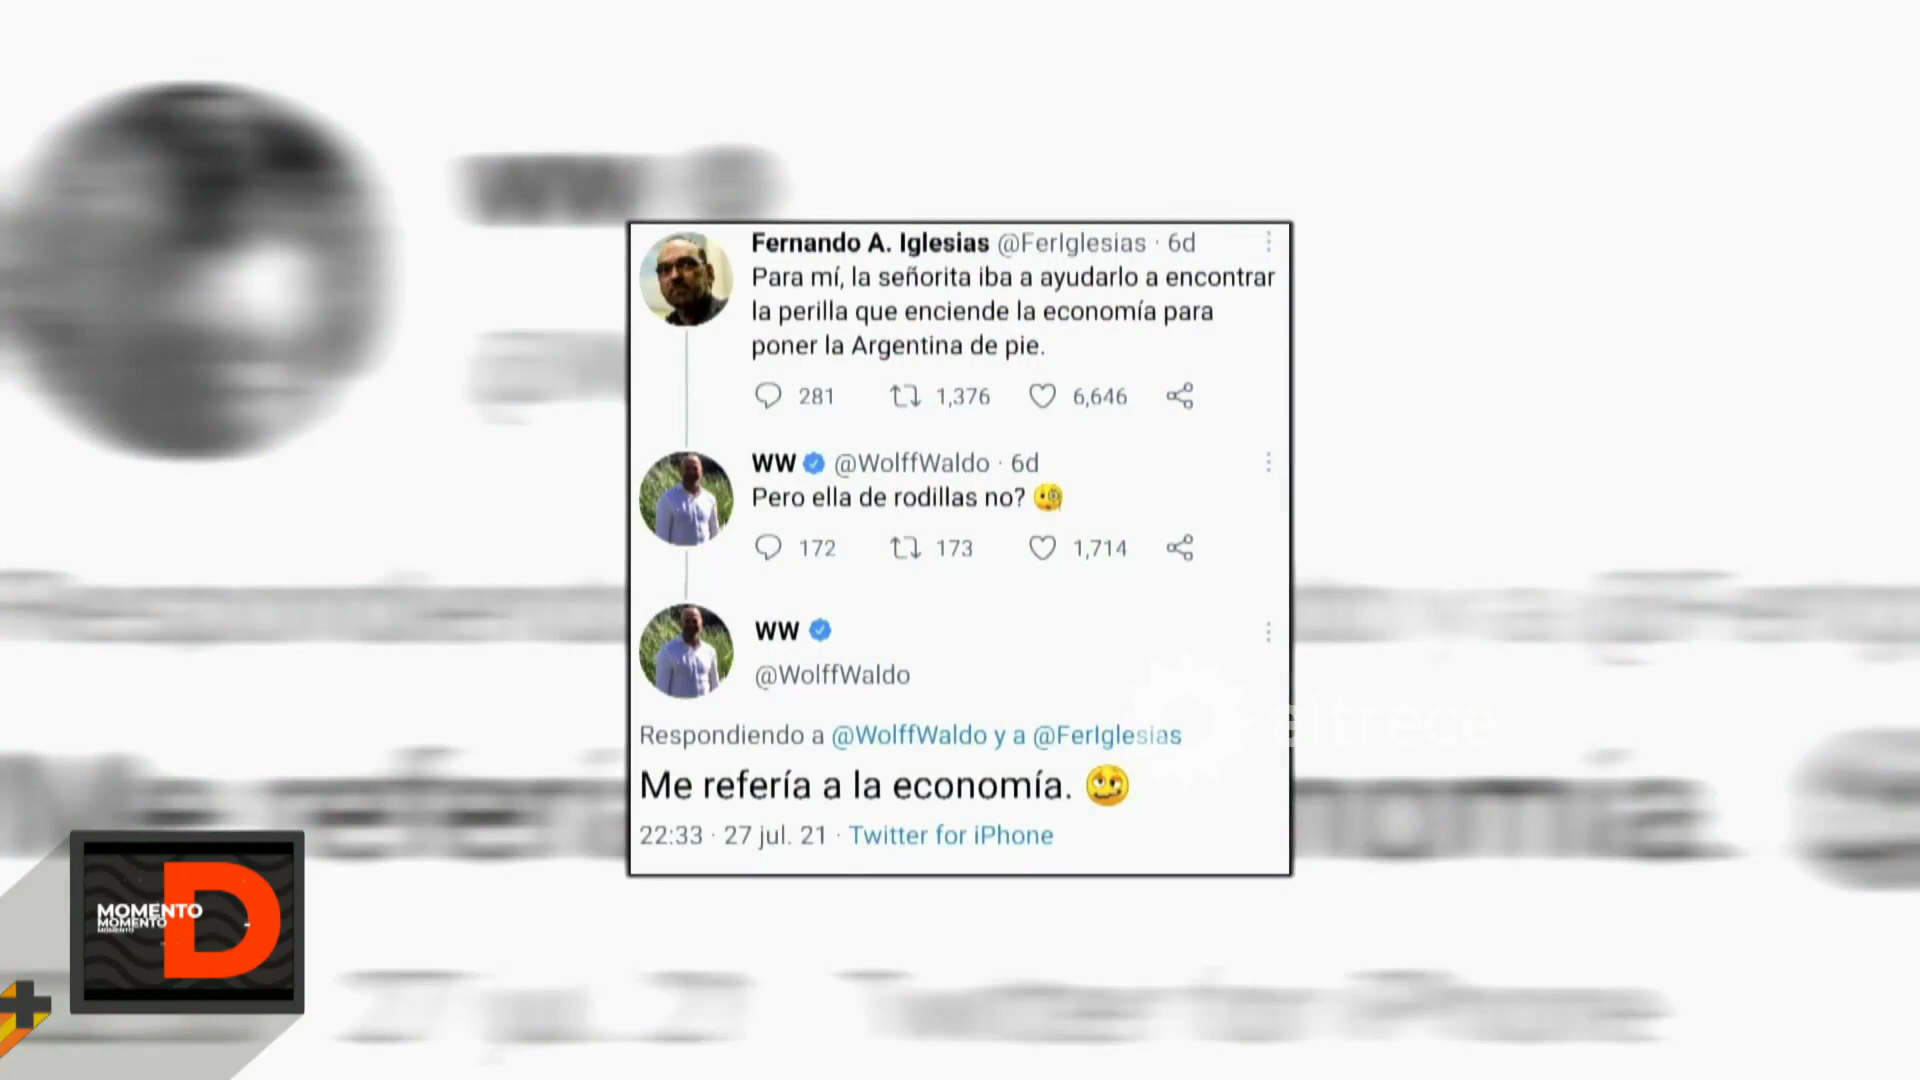 Fernando A. Iglesias @FerIglesias · 6d
Para mí, la señorita iba a ayudarlo a encontrar
la perilla que enciende la economía para
poner la Argentina de pie.
281 1,376 6,646
WW @WolffWaldo · 6d
Pero ella de rodillas no? 🧐
172 173 1,714
WW
@WolffWaldo
Respondiendo a @WolffWaldo y a @FerIglesias
eltrece
Me refería a la economía. 🥴
22:33 · 27 jul. 21 · Twitter for iPhone
MOMENTO
MOMENTO
MOMENTO
D